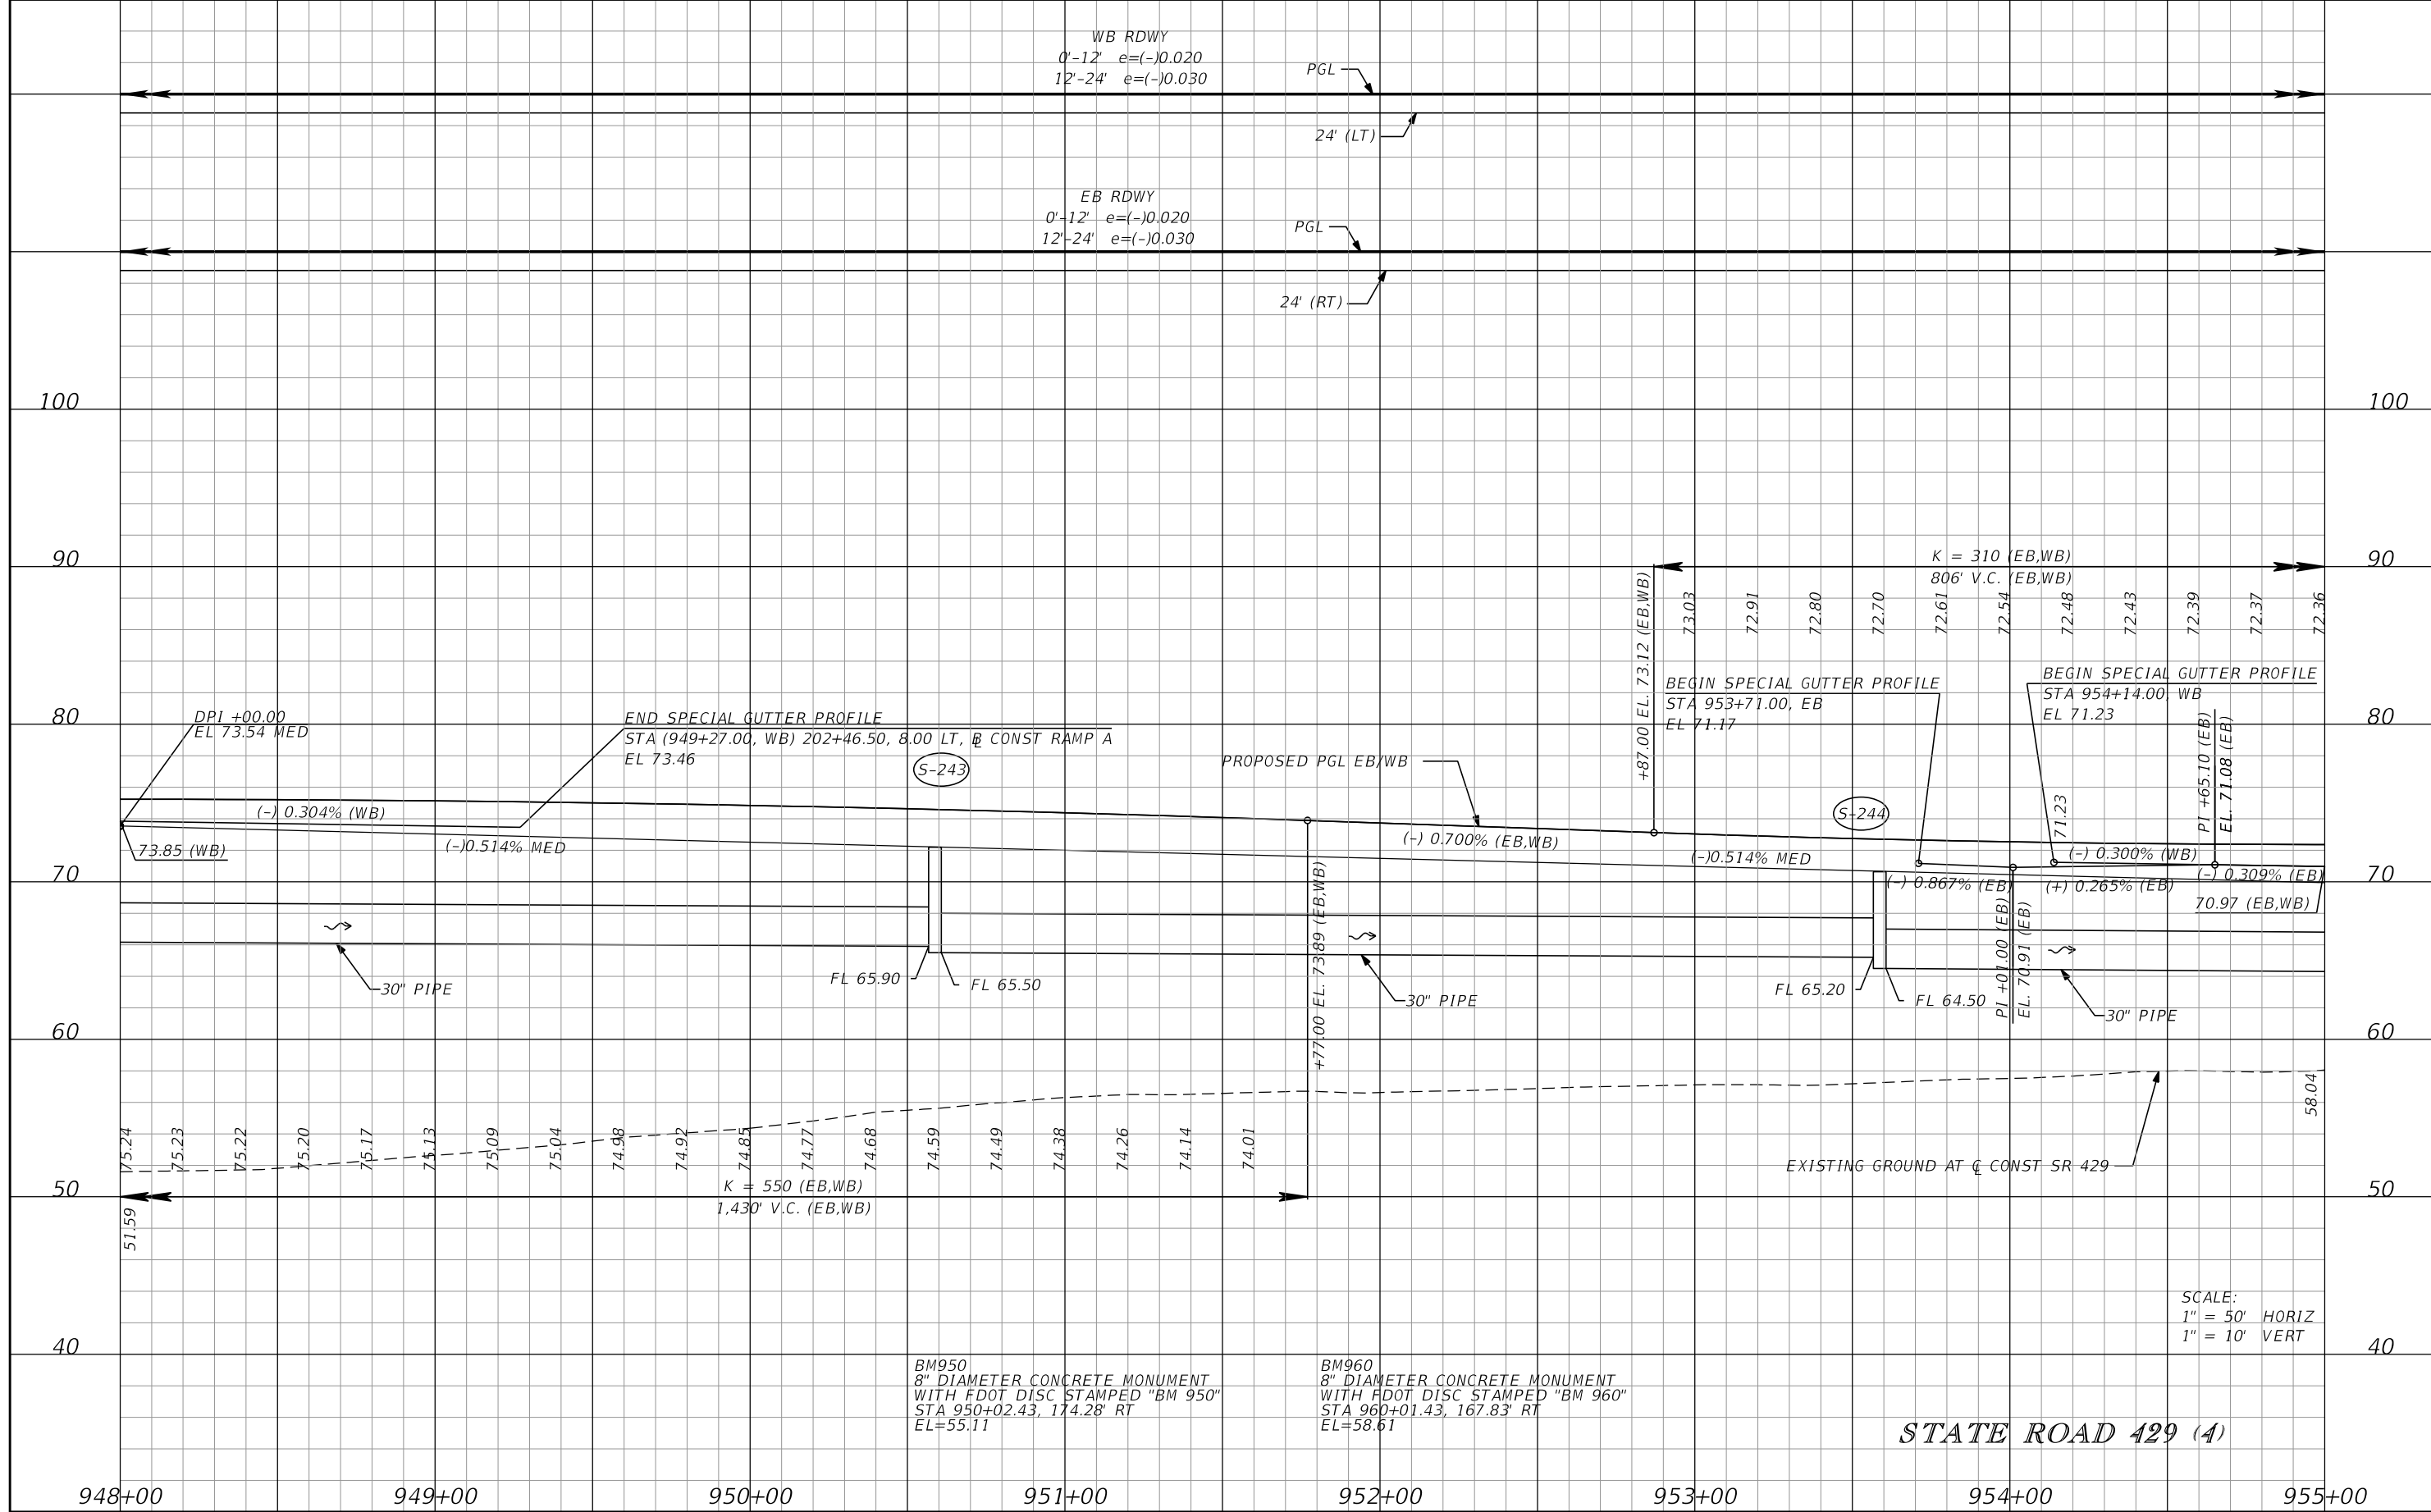 WB RDWY
0'-12' e=(-)0.020
12'-24' e=(-)0.030
PGL
24' (LT)
EB RDWY
0'-12' e=(-)0.020
12'-24' e=(-)0.030
PGL
24' (RT)
100
100
90
90
K = 310 (EB,WB)
806' V.C. (EB,WB)
+87.00 EL. 73.12 (EB,WB)
73.03
72.91
72.80
72.70
72.61
72.54
72.48
72.43
72.39
72.37
72.36
BEGIN SPECIAL GUTTER PROFILE
STA 953+71.00, EB
EL 71.17
BEGIN SPECIAL GUTTER PROFILE
STA 954+14.00, WB
EL 71.23
80
80
DPI +00.00
EL 73.54 MED
END SPECIAL GUTTER PROFILE
STA (949+27.00, WB) 202+46.50, 8.00 LT, BL CONST RAMP A
EL 73.46
S-243
PROPOSED PGL EB/WB
PI +65.10 (EB)
EL. 71.08 (EB)
S-244
71.23
(-) 0.304% (WB)
73.85 (WB)
(-)0.514% MED
(-) 0.700% (EB,WB)
(-)0.514% MED
(-) 0.300% (WB)
(-) 0.867% (EB)
(+) 0.265% (EB)
(-) 0.309% (EB)
70.97 (EB,WB)
70
70
30" PIPE
FL 65.90
FL 65.50
+77.00 EL. 73.89 (EB,WB)
30" PIPE
FL 65.20
FL 64.50
PI +01.00 (EB)
EL. 70.91 (EB)
30" PIPE
60
60
58.04
75.24
75.23
75.22
75.20
75.17
75.13
75.09
75.04
74.98
74.92
74.85
74.77
74.68
74.59
74.49
74.38
74.26
74.14
74.01
EXISTING GROUND AT CL CONST SR 429
50
50
K = 550 (EB,WB)
1,430' V.C. (EB,WB)
51.59
SCALE:
1" = 50' HORIZ
1" = 10' VERT
40
40
BM950
8" DIAMETER CONCRETE MONUMENT
WITH FDOT DISC STAMPED "BM 950"
STA 950+02.43, 174.28' RT
EL=55.11
BM960
8" DIAMETER CONCRETE MONUMENT
WITH FDOT DISC STAMPED "BM 960"
STA 960+01.43, 167.83' RT
EL=58.61
STATE ROAD 429 (4)
948+00
949+00
950+00
951+00
952+00
953+00
954+00
955+00